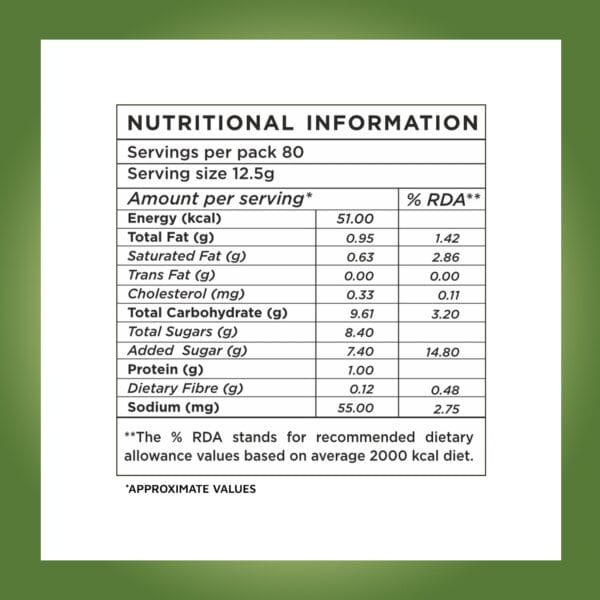 NUTRITIONAL INFORMATION
Servings per pack 80
Serving size 12.5g
Amount per serving* % RDA**
Energy (kcal) 51.00
Total Fat (g) 0.95 1.42
Saturated Fat (g) 0.63 2.86
Trans Fat (g) 0.00 0.00
Cholesterol (mg) 0.33 0.11
Total Carbohydrate (g) 9.61 3.20
Total Sugars (g) 8.40
Added Sugar (g) 7.40 14.80
Protein (g) 1.00
Dietary Fibre (g) 0.12 0.48
Sodium (mg) 55.00 2.75
**The % RDA stands for recommended dietary
allowance values based on average 2000 kcal diet.
*APPROXIMATE VALUES